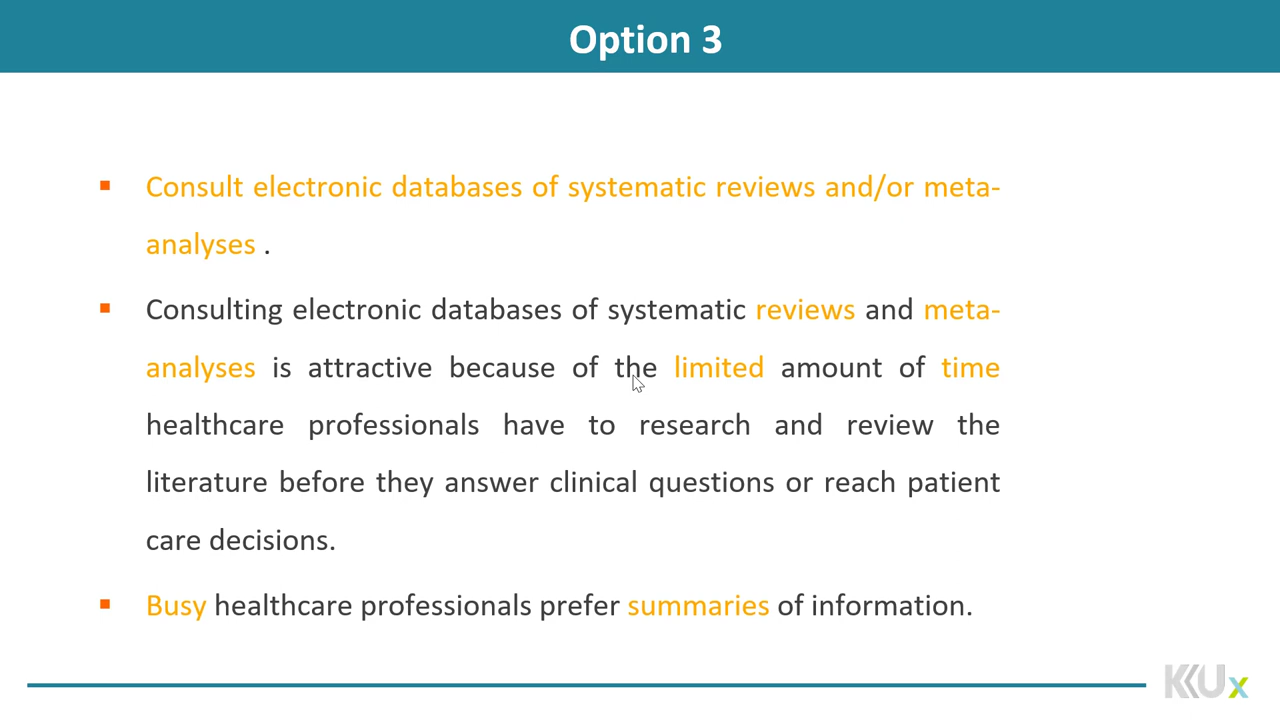 Option 3
Consult electronic databases of systematic reviews and/or meta-
analyses .
Consulting electronic databases of systematic reviews and meta-
analyses is attractive because of the limited amount of time
healthcare professionals have to research and review the
literature before they answer clinical questions or reach patient
care decisions.
Busy healthcare professionals prefer summaries of information.
KKUx